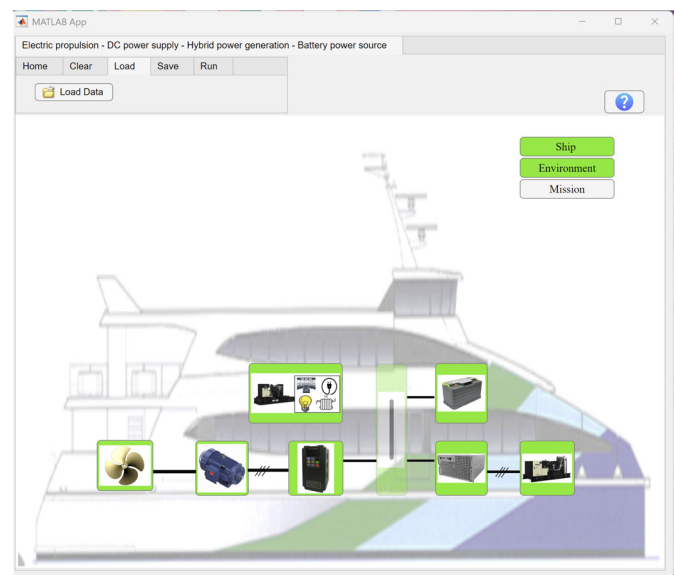 MATLAB App
Electric propulsion - DC power supply - Hybrid power generation - Battery power source
Home Clear Load Save Run
Load Data
?
Ship
Environment
Mission